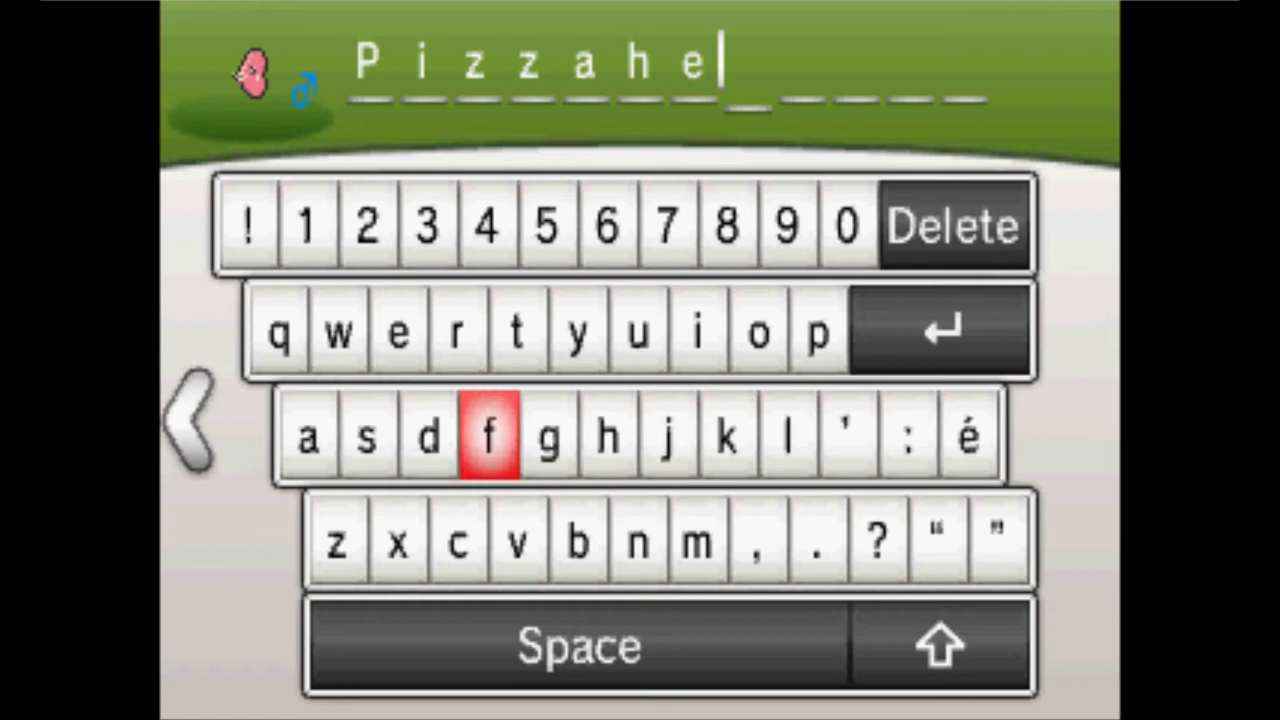 Pizzahe
! 1 2 3 4 5 6 7 8 9 0 Delete
q w e r t y u i o p
a s d f g h j k l ' : é
z x c v b n m , . ? “ ”
Space